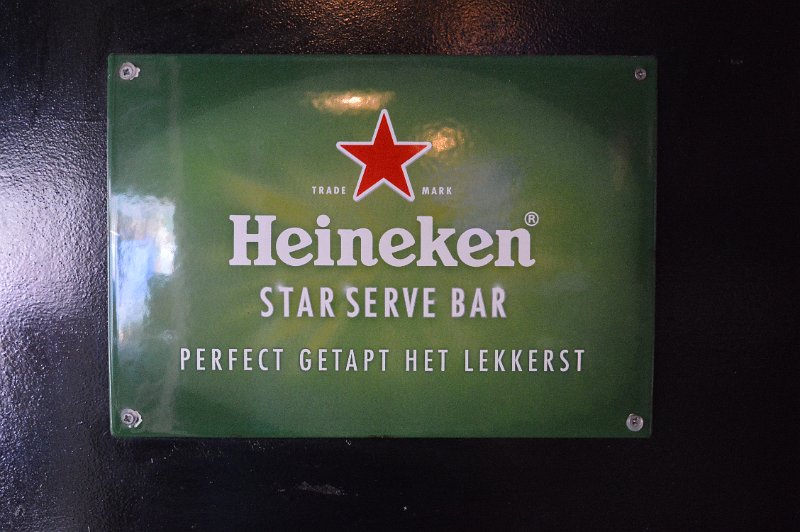 TRADE MARK
Heineken®
STAR SERVE BAR
PERFECT GETAPT HET LEKKERST